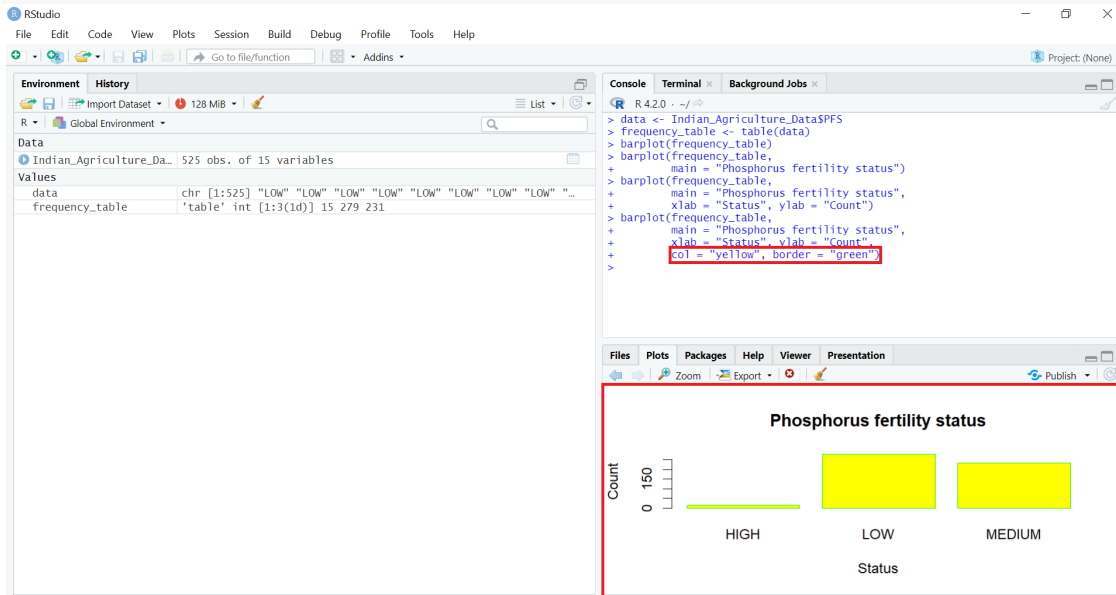 RStudio
File Edit Code View Plots Session Build Debug Profile Tools Help
Go to file/function Addins Project: (None)
Environment History
Import Dataset 128 MiB List
R Global Environment
Data
Indian_Agriculture_Da… 525 obs. of 15 variables
Values
data chr [1:525] "LOW" "LOW" "LOW" "LOW" "LOW" "LOW" "LOW" "LOW" "…
frequency_table 'table' int [1:3(1d)] 15 279 231
Console Terminal Background Jobs
R 4.2.0 · ~/
> data <- Indian_Agriculture_Data$PFS
> frequency_table <- table(data)
> barplot(frequency_table)
> barplot(frequency_table,
+ main = "Phosphorus fertility status")
> barplot(frequency_table,
+ main = "Phosphorus fertility status",
+ xlab = "Status", ylab = "Count")
> barplot(frequency_table,
+ main = "Phosphorus fertility status",
+ xlab = "Status", ylab = "Count",
+ col = "yellow", border = "green")
>
Files Plots Packages Help Viewer Presentation
Zoom Export Publish
Phosphorus fertility status
Count
150
0
HIGH LOW MEDIUM
Status